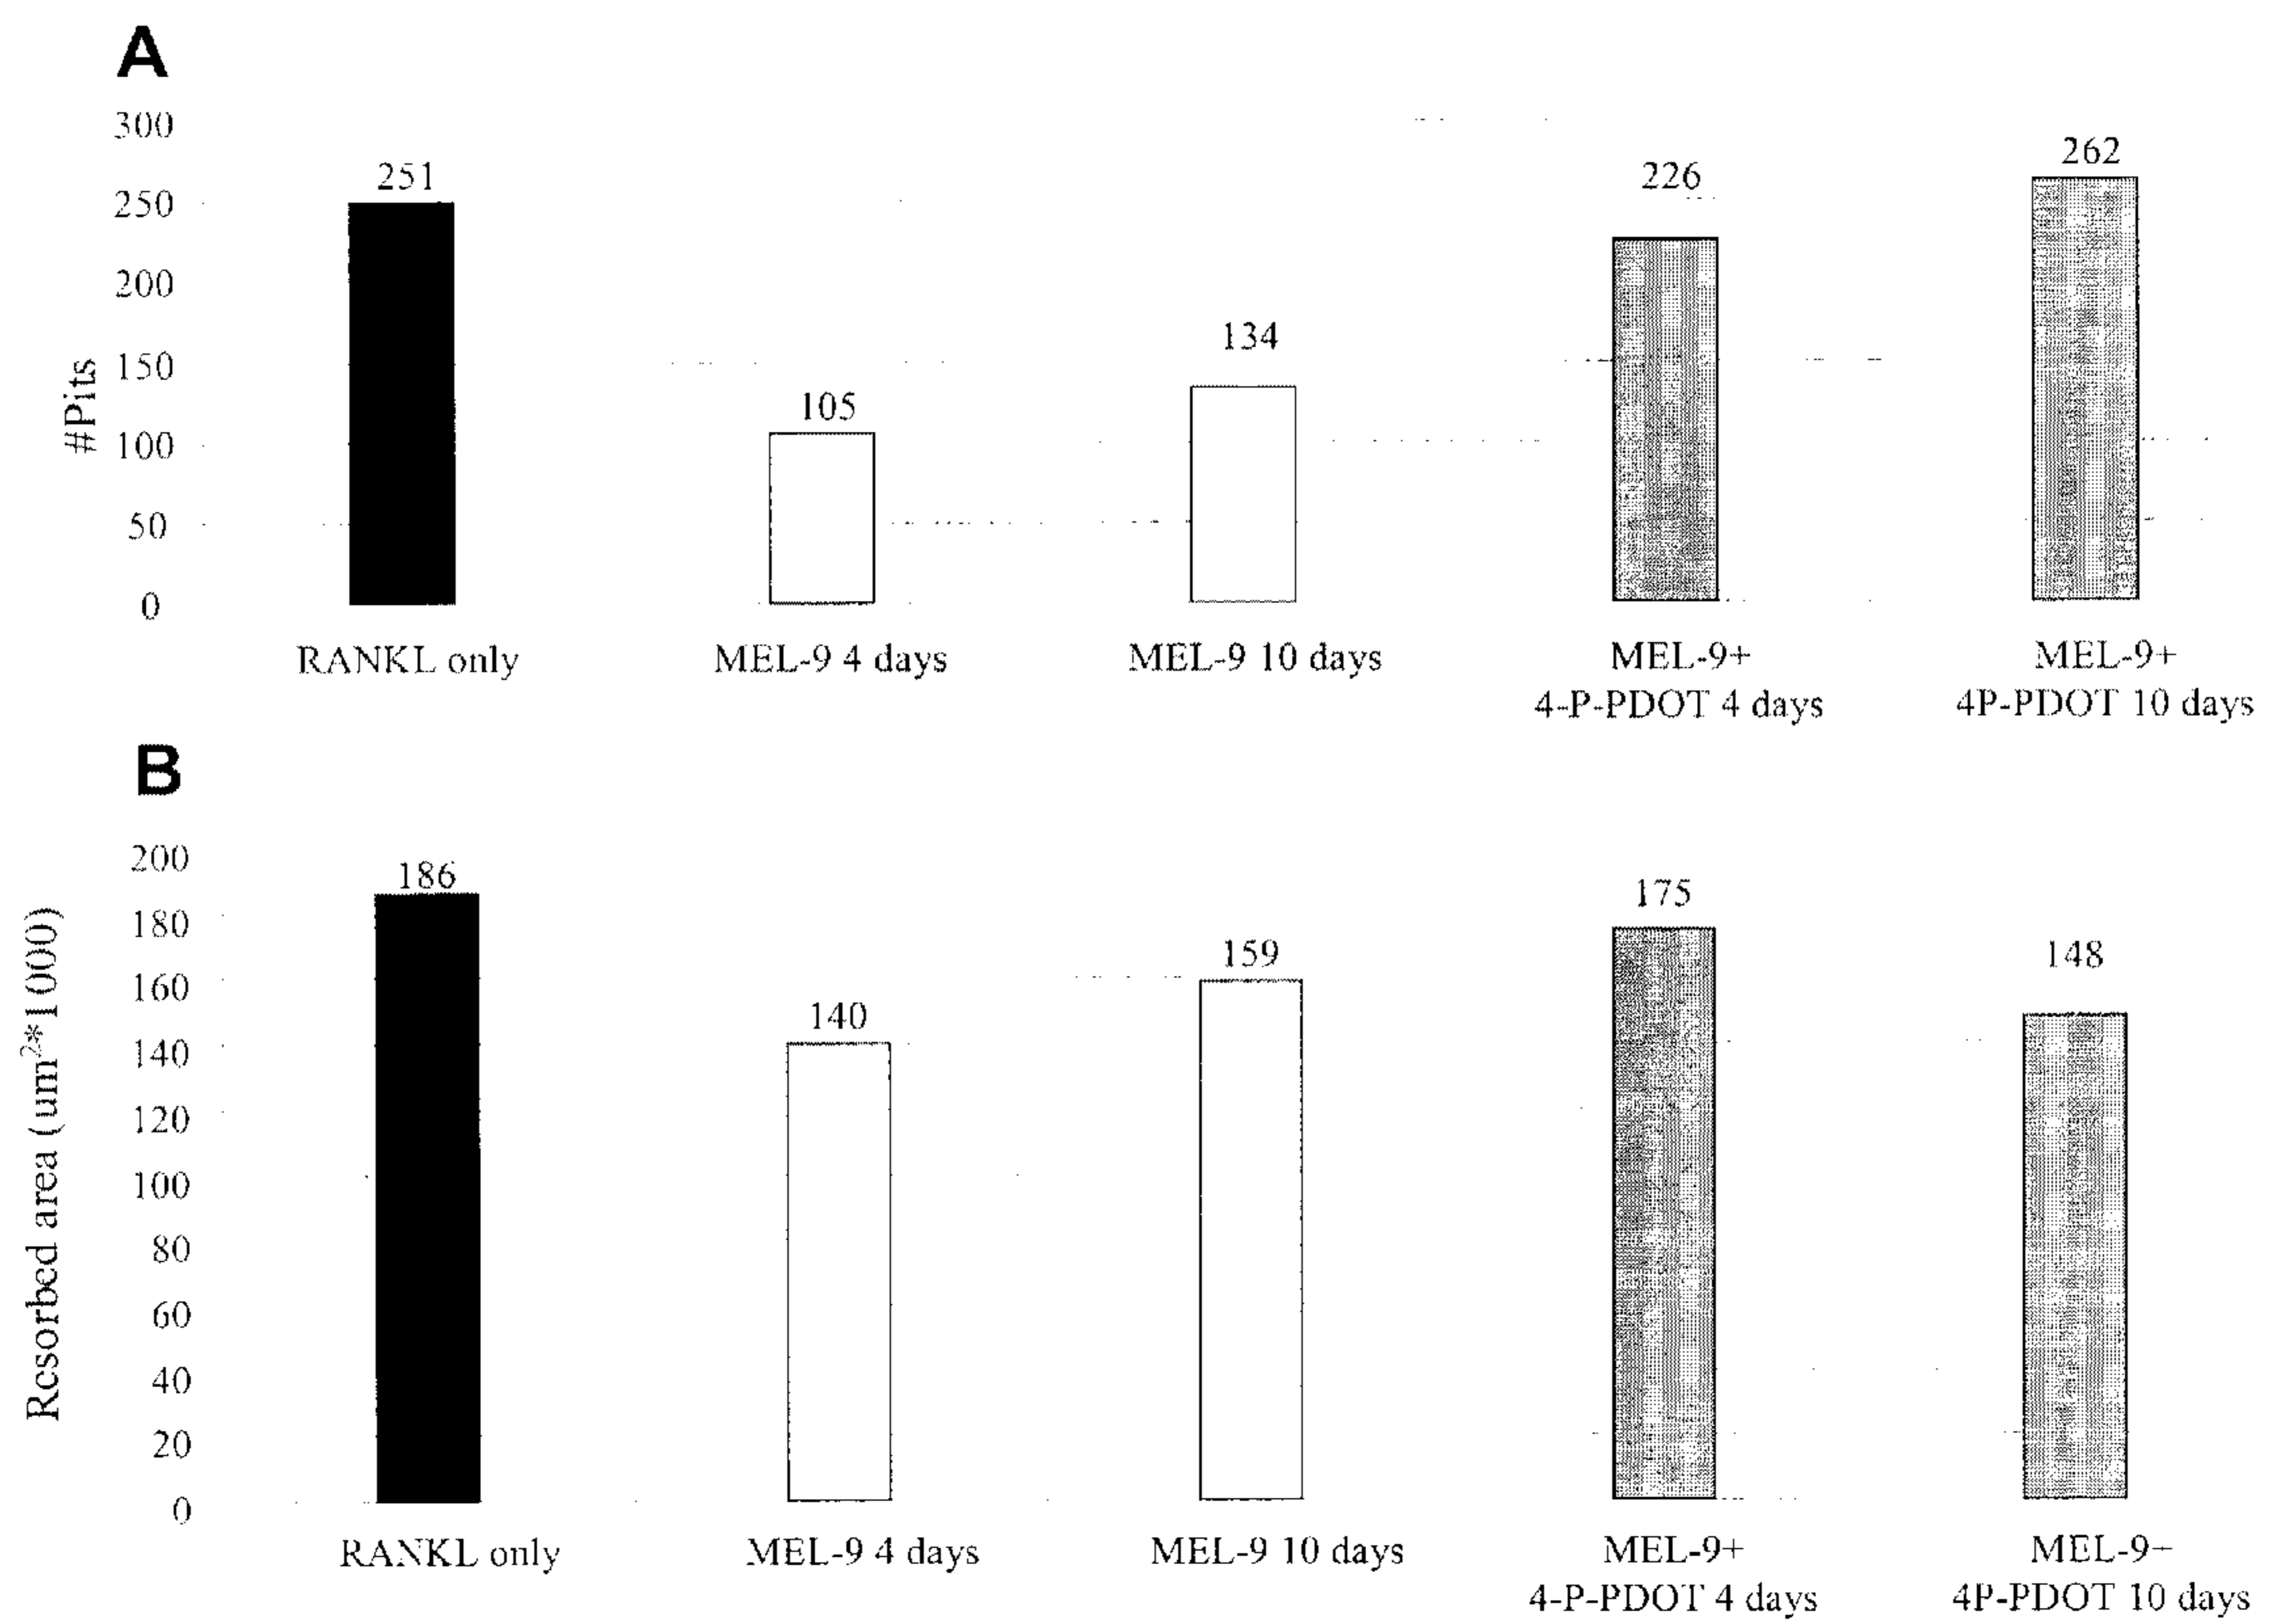 A
300
250
200
150
100
50
0
#Pits
251
105
134
226
262
RANKL only
MEL-9 4 days
MEL-9 10 days
MEL-9+
4-P-PDOT 4 days
MEL-9+
4P-PDOT 10 days
B
200
180
160
140
120
100
80
60
40
20
0
Resorbed area (um²*1000)
186
140
159
175
148
RANKL only
MEL-9 4 days
MEL-9 10 days
MEL-9+
4-P-PDOT 4 days
MEL-9+
4P-PDOT 10 days